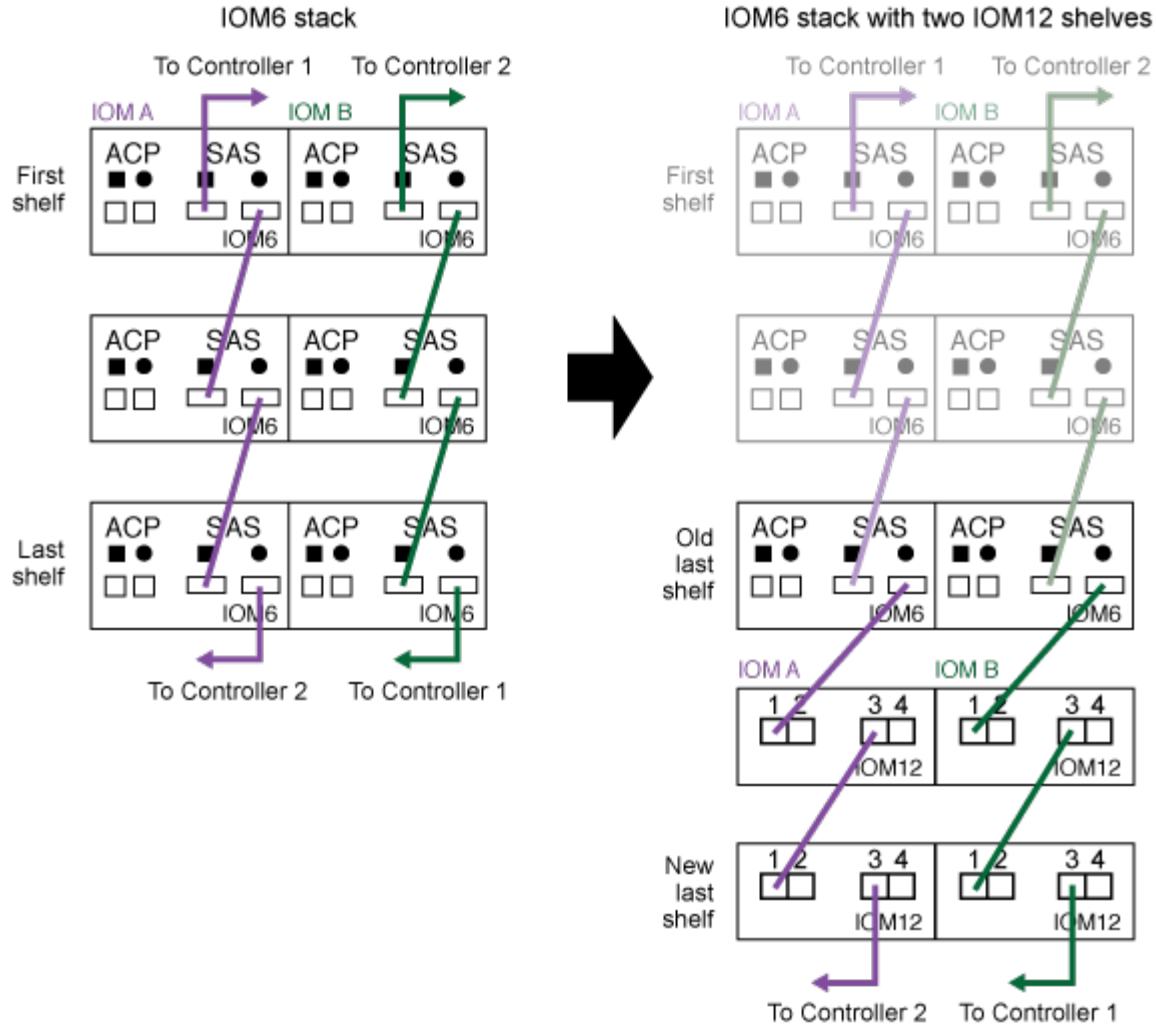 IOM6 stack
To Controller 1 To Controller 2
IOM A IOM B
First
shelf
ACP SAS ACP SAS
IOM6 IOM6
ACP SAS ACP SAS
IOM6 IOM6
Last
shelf
ACP SAS ACP SAS
IOM6 IOM6
To Controller 2 To Controller 1
IOM6 stack with two IOM12 shelves
To Controller 1 To Controller 2
IOM A IOM B
First
shelf
ACP SAS ACP SAS
IOM6 IOM6
ACP SAS ACP SAS
IOM6 IOM6
Old
last
shelf
ACP SAS ACP SAS
IOM6 IOM6
IOM A IOM B
1 2 3 4 1 2 3 4
IOM12 IOM12
New
last
shelf
1 2 3 4 1 2 3 4
IOM12 IOM12
To Controller 2 To Controller 1